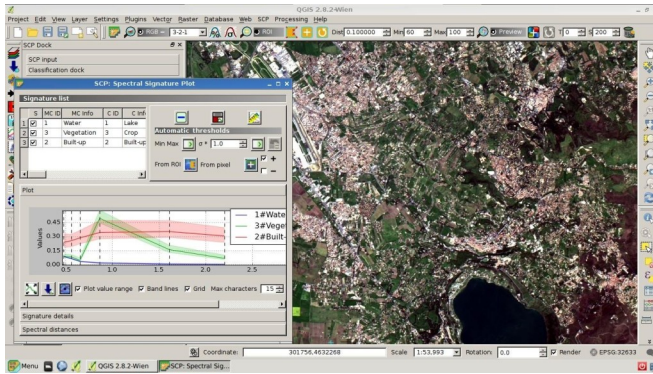 QGIS 2.8.2-Wien
Project Edit View Layer Settings Plugins Vector Raster Database Web SCP Processing Help
RGB = 3-2-1 ROI Dist 0.100000 Min 60 Max 100 Preview T 0 S 200
SCP Dock
SCP input
Classification dock
SCP: Spectral Signature Plot
Signature list
S MC ID MC Info C ID C Inf
1 1 Water 1 Lake
2 3 Vegetation 3 Crop
3 2 Built-up 2 Built-up
Automatic thresholds
Min Max σ * 1.0
From ROI From pixel + −
Plot
Values
0.45
0.30
0.15
0.00
0.5 1.0 1.5 2.0 2.5
1#Wate
3#Veget
2#Built-
Plot value range Band lines Grid Max characters 15
Signature details
Spectral distances
Coordinate: 301756,4632268 Scale 1:53,993 Rotation: 0.0 Render EPSG:32633
Menu QGIS 2.8.2-Wien SCP: Spectral Sig...